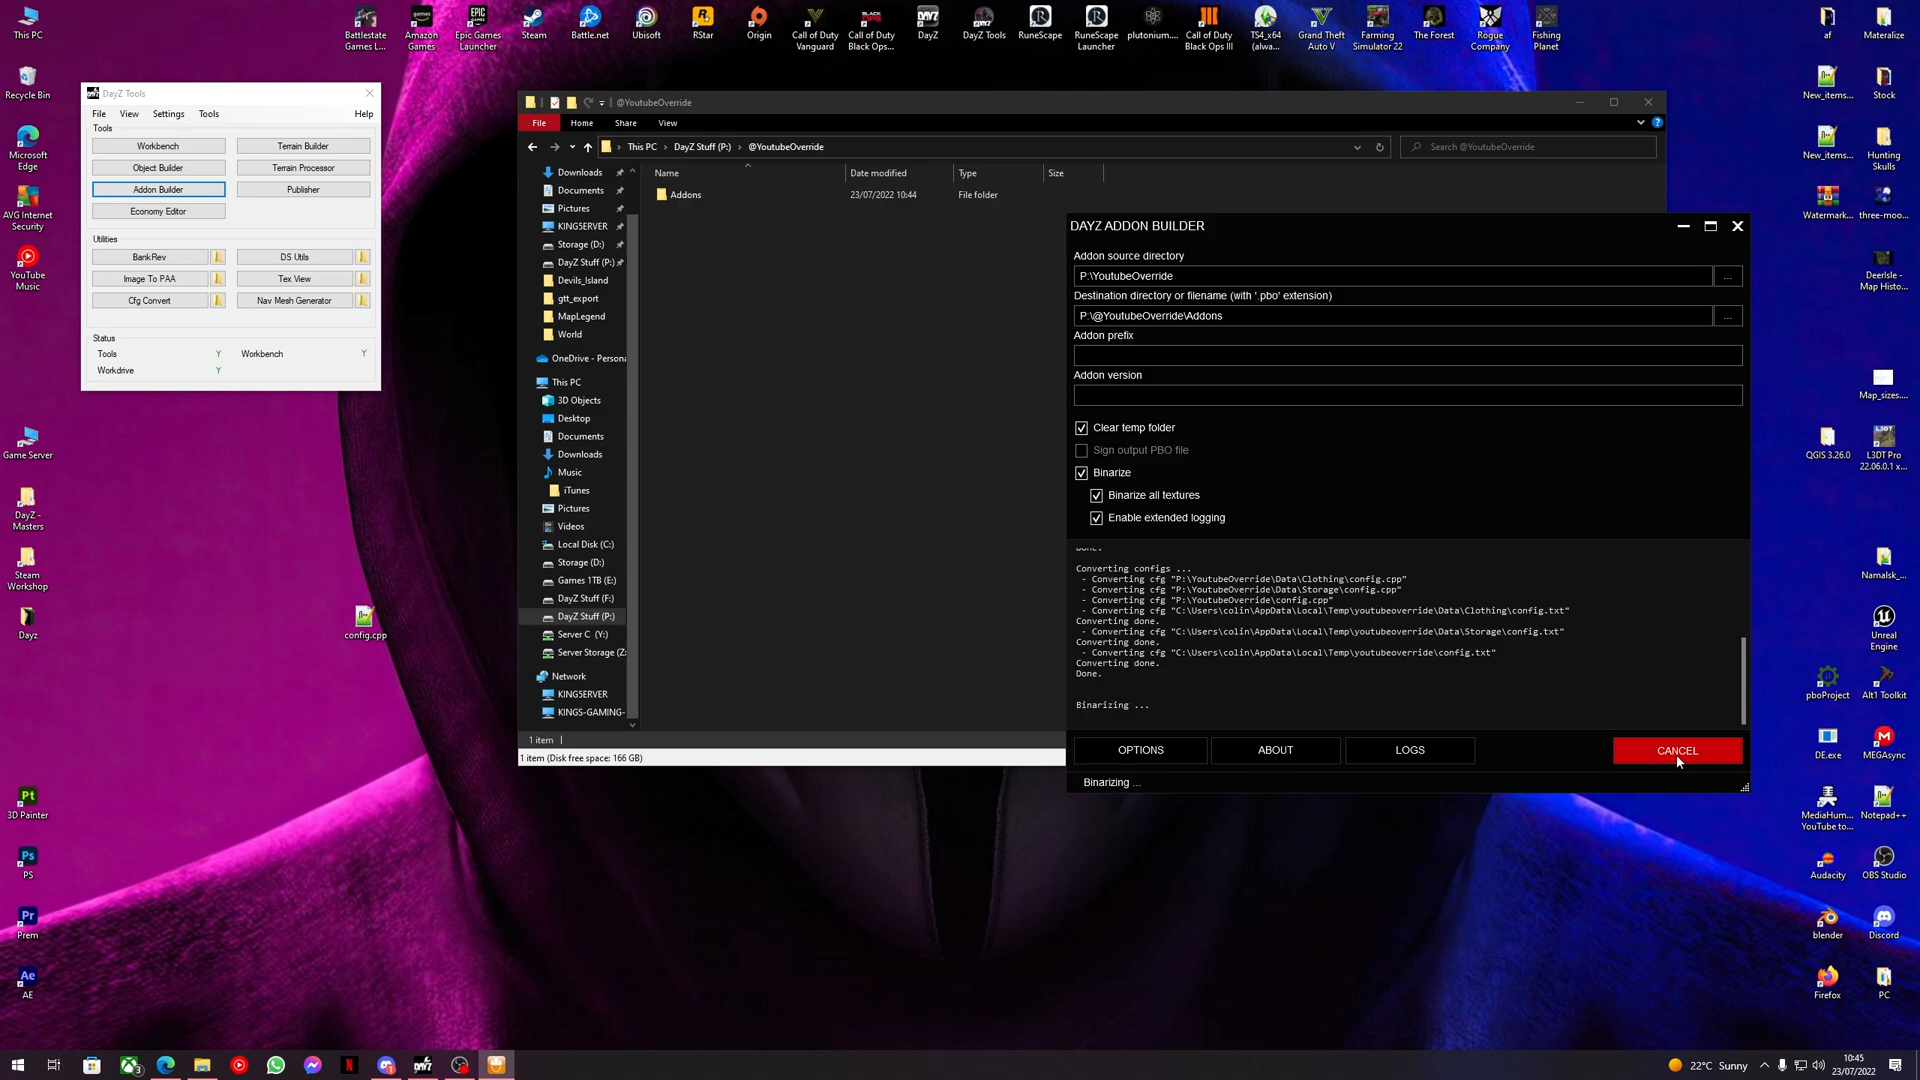 This PC
Battlestate Games L...
Amazon Games
Epic Games Launcher
Steam
Battle.net
Ubisoft
RStar
Origin
Call of Duty Vanguard
Call of Duty Black Ops...
DayZ
DayZ Tools
RuneScape
RuneScape Launcher
plutonium....
Call of Duty Black Ops III
TS4_x64 (alwa...
Grand Theft Auto V
Farming Simulator 22
The Forest
Rogue Company
Fishing Planet
af
Materalize
Recycle Bin
Microsoft Edge
AVG Internet Security
YouTube Music
Game Server
DayZ - Masters
Steam Workshop
Dayz
3D Painter
PS
Prem
AE
config.cpp
DayZ Tools
File
View
Settings
Tools
Help
Tools
Workbench
Terrain Builder
Object Builder
Terrain Processor
Addon Builder
Publisher
Economy Editor
Utilities
BankRev
DS Utils
Image To PAA
Tex View
Cfg Convert
Nav Mesh Generator
Status
Tools Y
Workbench Y
Workdrive Y
@YoutubeOverride
File
Home
Share
View
This PC > DayZ Stuff (P:) > @YoutubeOverride
Search @YoutubeOverride
Name
Date modified
Type
Size
Addons
23/07/2022 10:44
File folder
Downloads
Documents
Pictures
KINGSERVER
Storage (D:)
DayZ Stuff (P:)
Devils_Island
gtt_export
MapLegend
World
OneDrive - Persona
This PC
3D Objects
Desktop
Documents
Downloads
Music
iTunes
Pictures
Videos
Local Disk (C:)
Storage (D:)
Games 1TB (E:)
DayZ Stuff (F:)
DayZ Stuff (P:)
Server C (Y:)
Server Storage (Z:
Network
KINGSERVER
KINGS-GAMING-
1 item
1 item (Disk free space: 166 GB)
DAYZ ADDON BUILDER
Addon source directory
P:\YoutubeOverride
...
Destination directory or filename (with '.pbo' extension)
P:\@YoutubeOverride\Addons
...
Addon prefix
Addon version
Clear temp folder
Sign output PBO file
Binarize
Binarize all textures
Enable extended logging
Done.
Converting configs ...
- Converting cfg "P:\YoutubeOverride\Data\Clothing\config.cpp"
- Converting cfg "P:\YoutubeOverride\Data\Storage\config.cpp"
- Converting cfg "P:\YoutubeOverride\config.cpp"
- Converting cfg "C:\Users\colin\AppData\Local\Temp\youtubeoverride\Data\Clothing\config.txt"
Converting done.
- Converting cfg "C:\Users\colin\AppData\Local\Temp\youtubeoverride\Data\Storage\config.txt"
Converting done.
- Converting cfg "C:\Users\colin\AppData\Local\Temp\youtubeoverride\config.txt"
Converting done.
Done.
Binarizing ...
OPTIONS
ABOUT
LOGS
CANCEL
Binarizing ...
New_items...
Stock
New_items...
Hunting Skulls
Watermark...
three-moo...
DeerIsle - Map Histo...
Map_sizes....
QGIS 3.26.0
L3DT Pro 22.06.0.1 x...
Namalsk_...
Unreal Engine
pboProject
Alt1 Toolkit
DE.exe
MEGAsync
MediaHum... YouTube to...
Notepad++
Audacity
OBS Studio
blender
Discord
Firefox
PC
22°C Sunny
10:45
23/07/2022